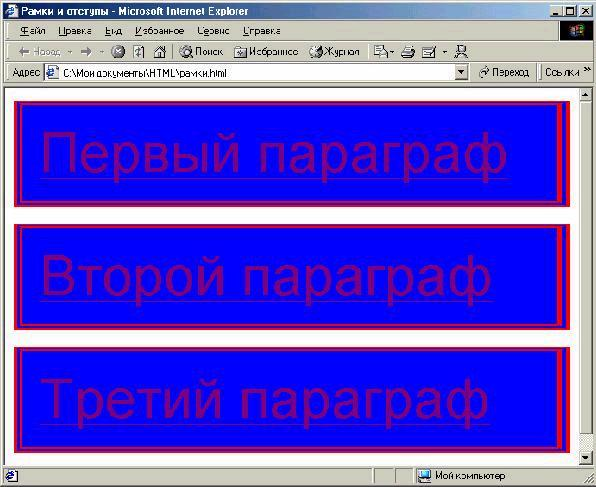 Рамки и отступы - Microsoft Internet Explorer
Файл Правка Вид Избранное Сервис Справка
Назад Поиск Избранное Журнал
Адрес C:\Мои документы\HTML\рамки.html Переход Ссылки »
Первый параграф
Второй параграф
Третий параграф
Мой компьютер